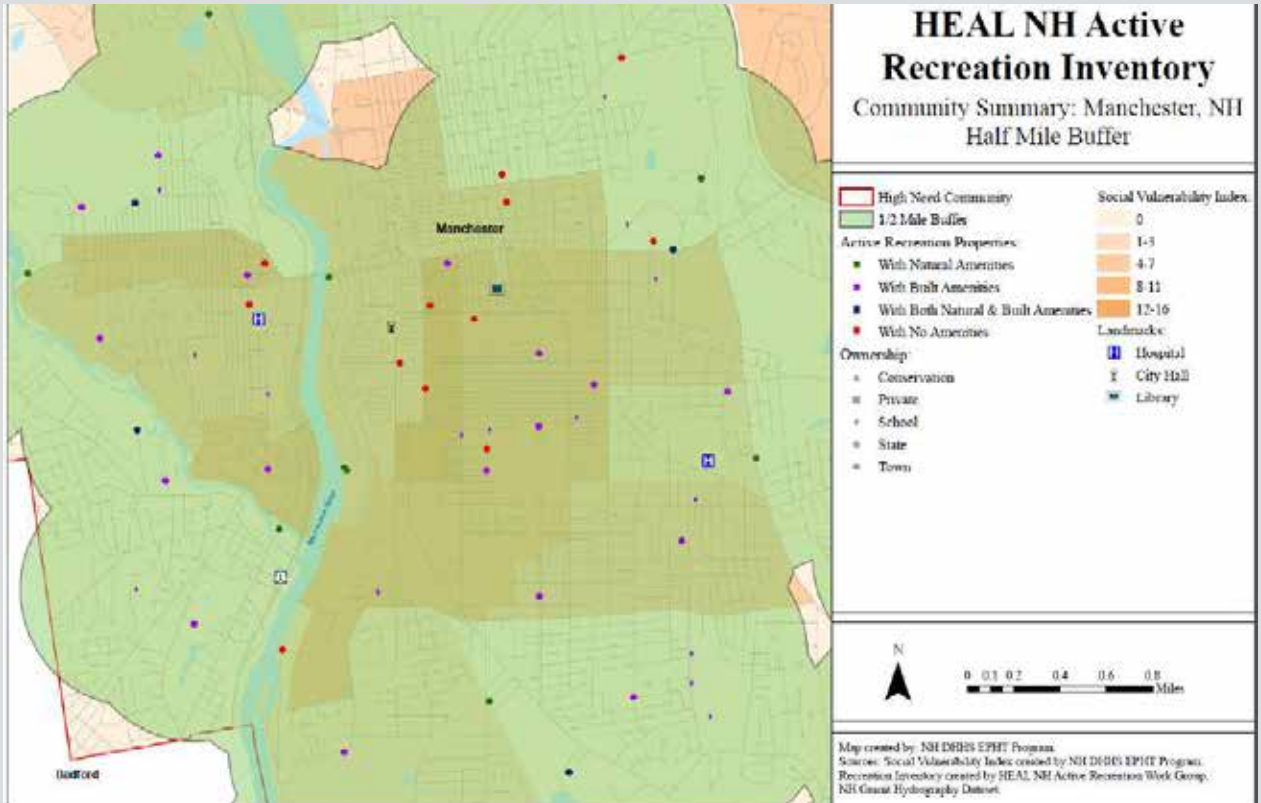 HEAL NH Active
Recreation Inventory
Community Summary: Manchester, NH
Half Mile Buffer
High Need Community
1/2 Mile Buffer
Active Recreation Properties:
With Natural Amenities
With Built Amenities
With Both Natural & Built Amenities
With No Amenities
Ownership:
Conservation
Private
School
State
Town
Social Vulnerability Index:
0
1-3
4-7
8-11
12-16
Landmarks:
H Hospital
City Hall
Library
Manchester
H
H
Bedford
N
0 0.1 0.2 0.4 0.6 0.8
Miles
Map created by: NH DHHS EPHT Program.
Sources: Social Vulnerability Index created by NH DHHS EPHT Program.
Recreation Inventory created by HEAL NH Active Recreation Work Group.
NH Granit Hydrography Dataset.